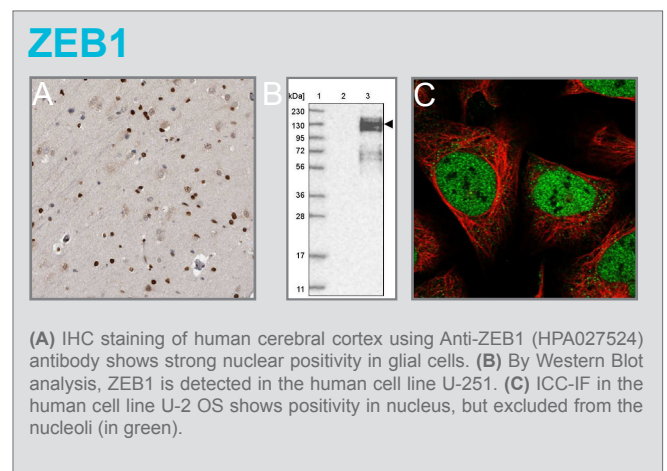 ZEB1
A
B
C
[kDa] 1 2 3
230
130
95
72
56
36
28
17
11
(A) IHC staining of human cerebral cortex using Anti-ZEB1 (HPA027524)
antibody shows strong nuclear positivity in glial cells. (B) By Western Blot
analysis, ZEB1 is detected in the human cell line U-251. (C) ICC-IF in the
human cell line U-2 OS shows positivity in nucleus, but excluded from the
nucleoli (in green).